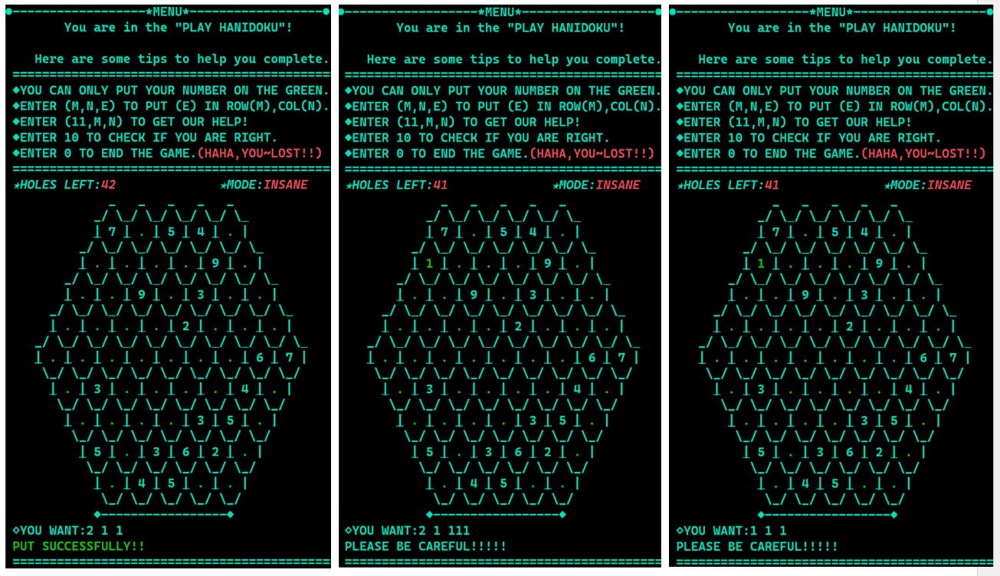 *MENU*
You are in the "PLAY HANIDOKU"!
Here are some tips to help you complete.
◆YOU CAN ONLY PUT YOUR NUMBER ON THE GREEN.
◆ENTER (M,N,E) TO PUT (E) IN ROW(M),COL(N).
◆ENTER (11,M,N) TO GET OUR HELP!
◆ENTER 10 TO CHECK IF YOU ARE RIGHT.
◆ENTER 0 TO END THE GAME.(HAHA,YOU~LOST!!)
★HOLES LEFT:42 ★MODE:INSANE
7 . 5 4 .
. . . . 9 .
. . 9 . 3 . .
. . . . 2 . . .
. . . . . . . 6 7
. 3 . . . . 4 .
. . . . 3 5 .
5 . 3 6 2 .
. 4 5 . .
◇YOU WANT:2 1 1
PUT SUCCESSFULLY!!
*MENU*
You are in the "PLAY HANIDOKU"!
Here are some tips to help you complete.
◆YOU CAN ONLY PUT YOUR NUMBER ON THE GREEN.
◆ENTER (M,N,E) TO PUT (E) IN ROW(M),COL(N).
◆ENTER (11,M,N) TO GET OUR HELP!
◆ENTER 10 TO CHECK IF YOU ARE RIGHT.
◆ENTER 0 TO END THE GAME.(HAHA,YOU~LOST!!)
★HOLES LEFT:41 ★MODE:INSANE
7 . 5 4 .
1 . . . 9 .
. . 9 . 3 . .
. . . . 2 . . .
. . . . . . . 6 7
. 3 . . . . 4 .
. . . . 3 5 .
5 . 3 6 2 .
. 4 5 . .
◇YOU WANT:2 1 111
PLEASE BE CAREFUL!!!!!
*MENU*
You are in the "PLAY HANIDOKU"!
Here are some tips to help you complete.
◆YOU CAN ONLY PUT YOUR NUMBER ON THE GREEN.
◆ENTER (M,N,E) TO PUT (E) IN ROW(M),COL(N).
◆ENTER (11,M,N) TO GET OUR HELP!
◆ENTER 10 TO CHECK IF YOU ARE RIGHT.
◆ENTER 0 TO END THE GAME.(HAHA,YOU~LOST!!)
★HOLES LEFT:41 ★MODE:INSANE
7 . 5 4 .
1 . . . 9 .
. . 9 . 3 . .
. . . . 2 . . .
. . . . . . . 6 7
. 3 . . . . 4 .
. . . . 3 5 .
5 . 3 6 2 .
. 4 5 . .
◇YOU WANT:1 1 1
PLEASE BE CAREFUL!!!!!